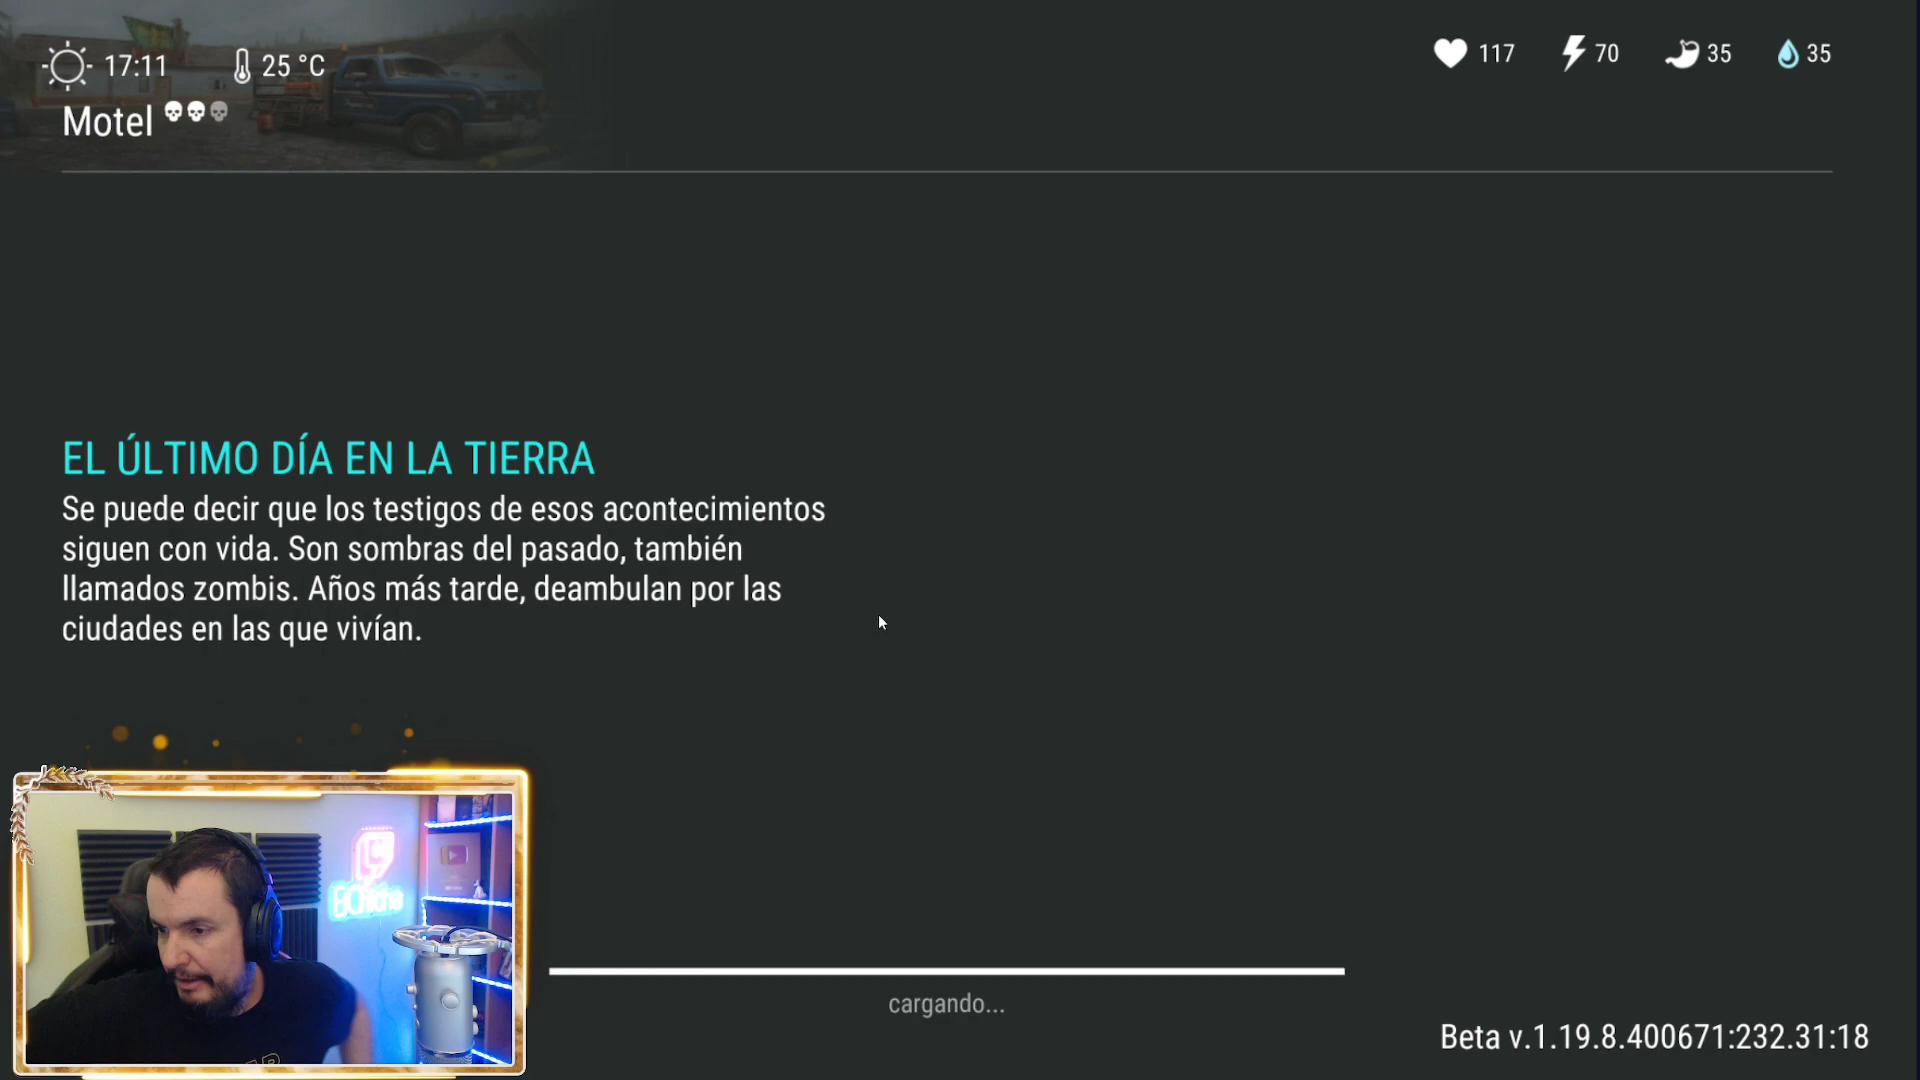 17:11
25 °C
117
70
35
35
Motel
EL ÚLTIMO DÍA EN LA TIERRA
Se puede decir que los testigos de esos acontecimientos
siguen con vida. Son sombras del pasado, también
llamados zombis. Años más tarde, deambulan por las
ciudades en las que vivían.
ElChicha
cargando...
Beta v.1.19.8.400671:232.31:18